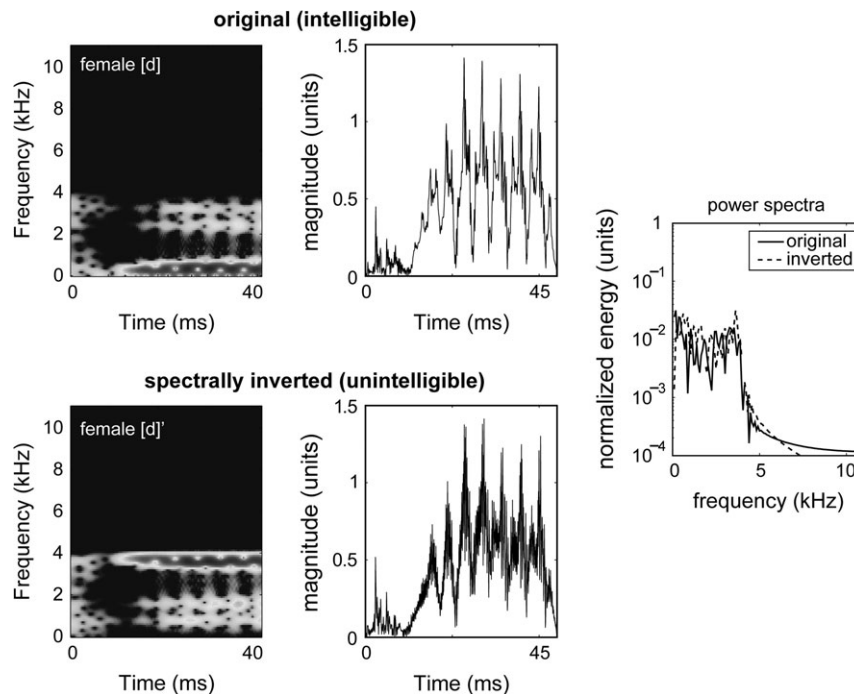 original (intelligible)
female [d]
Frequency (kHz)
10
8
6
4
2
0
0
40
Time (ms)
magnitude (units)
1.5
1
0.5
0
0
45
Time (ms)
spectrally inverted (unintelligible)
female [d]'
Frequency (kHz)
10
8
6
4
2
0
0
40
Time (ms)
magnitude (units)
1.5
1
0.5
0
0
45
Time (ms)
power spectra
original
inverted
normalized energy (units)
1
10⁻¹
10⁻²
10⁻³
10⁻⁴
0
5
10
frequency (kHz)